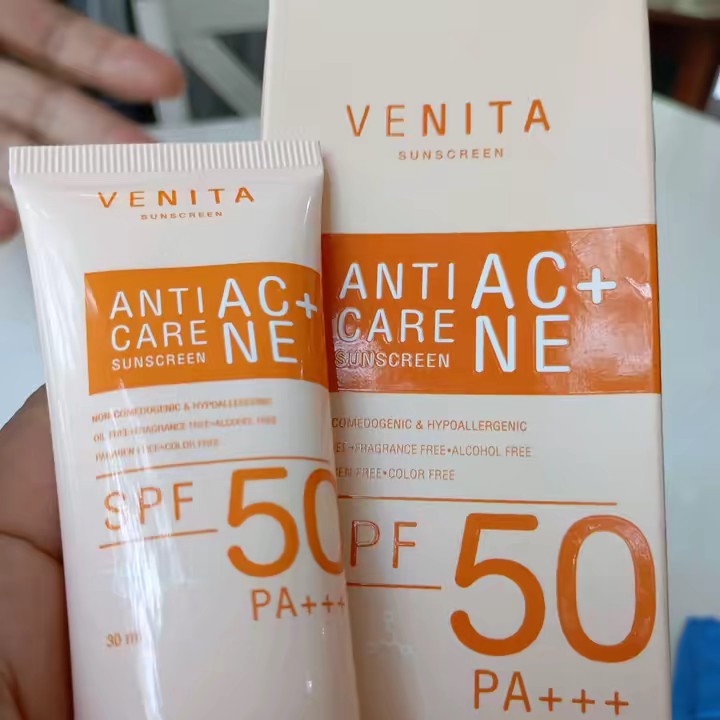 VENITA
SUNSCREEN
ANTI AC+
CARE NE
SUNSCREEN
NON-COMEDOGENIC & HYPOALLERGENIC
OIL FREE•FRAGRANCE FREE•ALCOHOL FREE
PARABEN FREE•COLOR FREE
SPF 50
PA+++
30 m
VENITA
SUNSCREEN
ANTI AC+
CARE NE
SUNSCREEN
COMEDOGENIC & HYPOALLERGENIC
FRAGRANCE FREE•ALCOHOL FREE
FREE•COLOR FREE
PF 50
PA+++